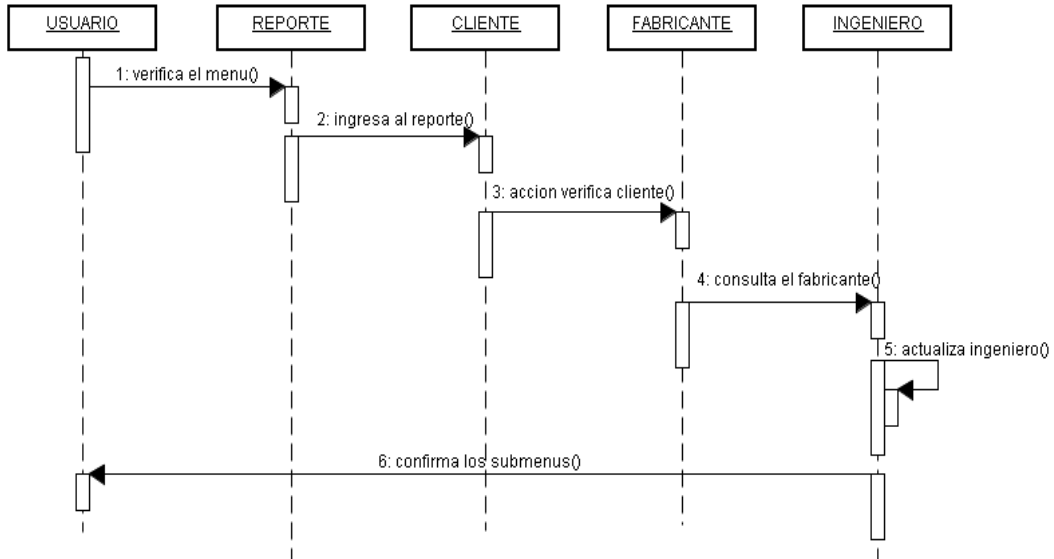 USUARIO
REPORTE
CLIENTE
FABRICANTE
INGENIERO
1: verifica el menu()
2: ingresa al reporte()
3: accion verifica cliente()
4: consulta el fabricante()
5: actualiza ingeniero()
6: confirma los submenus()